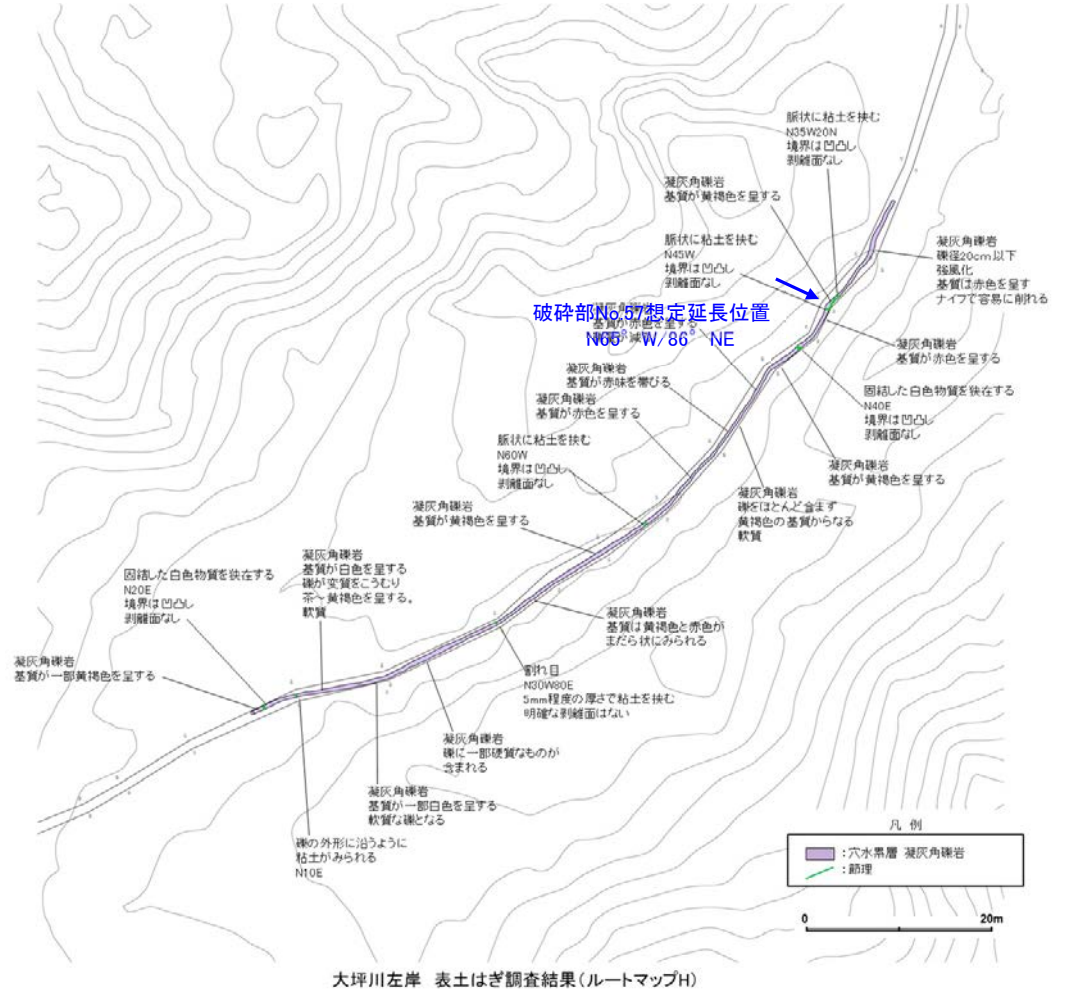 脈状に粘土を挟む
N35W20N
境界は凹凸し
剥離面なし
凝灰角礫岩
基質が黄褐色を呈する
脈状に粘土を挟む
N45W
境界は凹凸し
剥離面なし
凝灰角礫岩
礫径20cm以下
強風化
基質は赤色を呈す
ナイフで容易に削れる
破砕部No.57想定延長位置
N65°W/86°NE
凝灰角礫岩
基質が赤色を呈する
凝灰角礫岩
基質が赤色を呈する
凝灰角礫岩
基質が赤味を帯びる
凝灰角礫岩
基質が赤色を呈する
固結した白色物質を狭在する
N40E
境界は凹凸し
剥離面なし
脈状に粘土を挟む
N60W
境界は凹凸し
剥離面なし
凝灰角礫岩
基質が黄褐色を呈する
凝灰角礫岩
礫をほとんど含まず
黄褐色の基質からなる
軟質
凝灰角礫岩
基質が黄褐色を呈する
凝灰角礫岩
基質が白色を呈する
礫が変質をこうむり
茶~黄褐色を呈する。
軟質
固結した白色物質を狭在する
N20E
境界は凹凸し
剥離面なし
凝灰角礫岩
基質は黄褐色と赤色が
まだら状にみられる
凝灰角礫岩
基質が一部黄褐色を呈する
割れ目
N30W80E
5mm程度の厚さで粘土を挟む
明確な剥離面はない
凝灰角礫岩
礫に一部硬質なものが
含まれる
凝灰角礫岩
基質が一部白色を呈する
軟質な礫となる
礫の外形に沿うように
粘土がみられる
N10E
凡例
:穴水累層 凝灰角礫岩
:節理
0 20m
大坪川左岸 表土はぎ調査結果(ルートマップH)